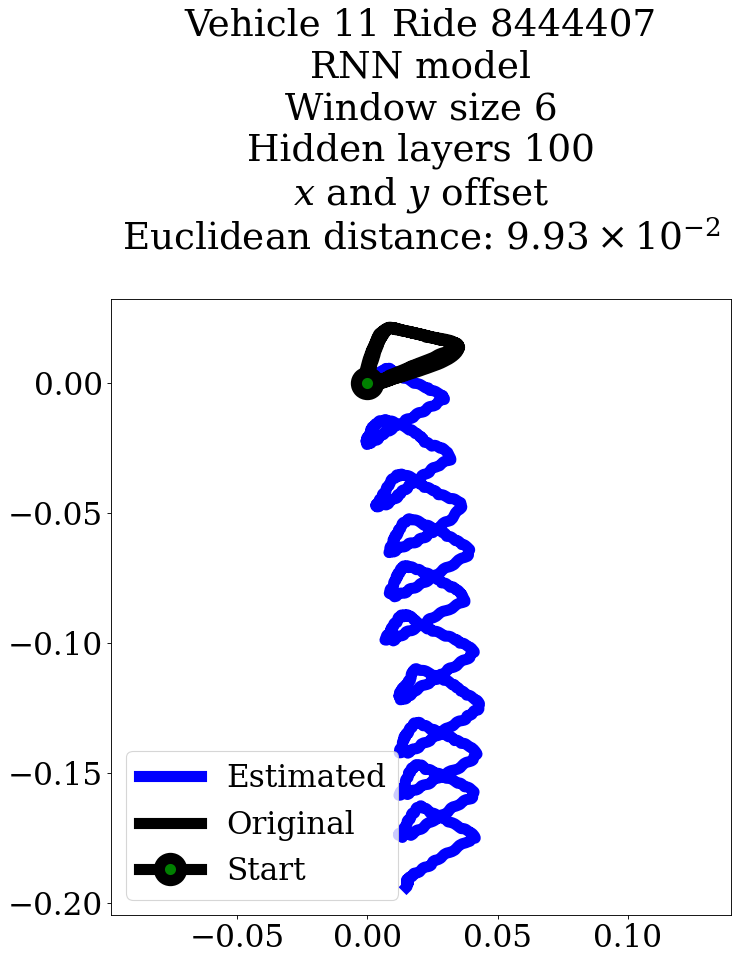 Vehicle 11 Ride 8444407
RNN model
Window size 6
Hidden layers 100
x and y offset
Euclidean distance: 9.93 × 10⁻²
0.00
−0.05
−0.10
−0.15
−0.20
Estimated
Original
Start
−0.05 0.00 0.05 0.10